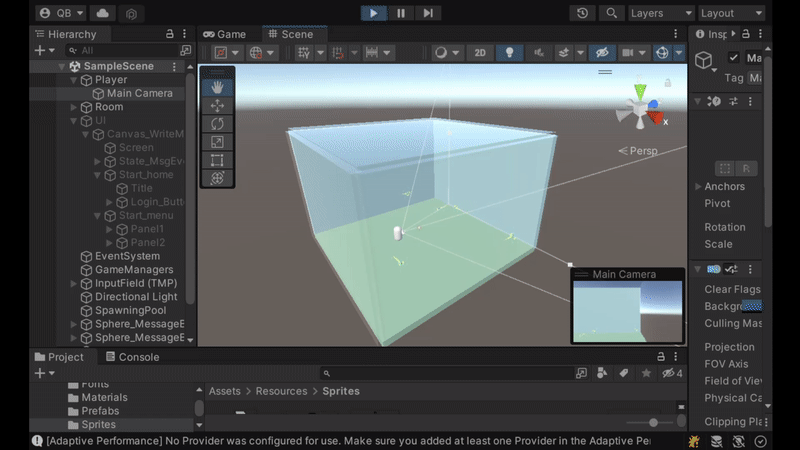 QB
Layers
Layout
Hierarchy
Game
Scene
Insp
All
2D
SampleScene
Player
Main Camera
Room
UI
Canvas_WriteM
Screen
State_MsgEv
Start_home
Title
Login_Butt
Start_menu
Panel1
Panel2
EventSystem
GameManagers
InputField (TMP)
Directional Light
SpawningPool
Sphere_MessageE
Sphere_MessageE
x
Persp
Main Camera
Ma
Tag Ma
R
Anchors
Pivot
Rotation
Scale
Clear Flags
Backgro
Culling Mas
Projection
FOV Axis
Field of View
Physical Ca
Clipping Pla
Project
Console
4
Fonts
Materials
Prefabs
Sprites
Assets > Resources > Sprites
[Adaptive Performance] No Provider was configured for use. Make sure you added at least one Provider in the Adaptive Per